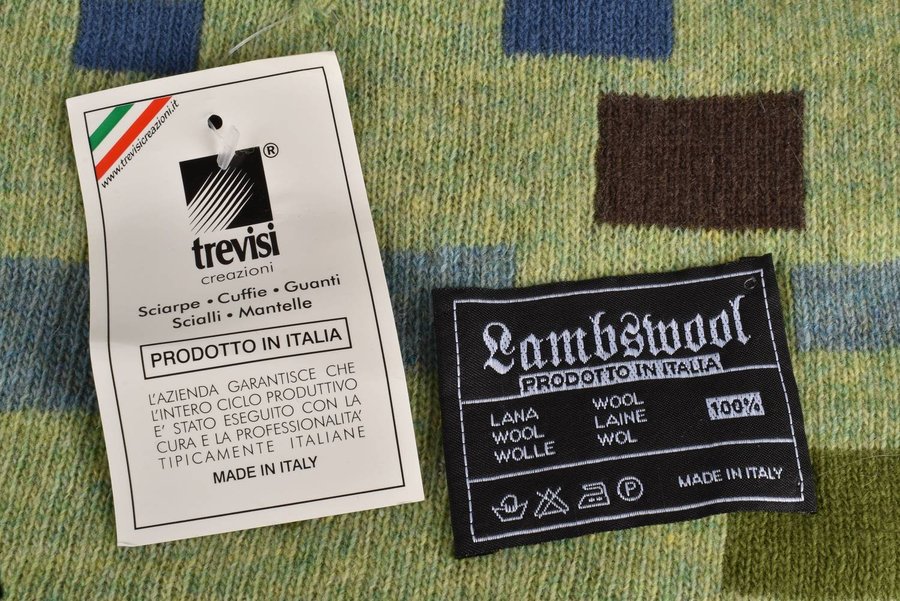 www.trevisicreazioni.it
®
trevisi
creazioni
Sciarpe • Cuffie • Guanti
Scialli • Mantelle
PRODOTTO IN ITALIA
L'AZIENDA GARANTISCE CHE
L'INTERO CICLO PRODUTTIVO
E' STATO ESEGUITO CON LA
CURA E LA PROFESSIONALITA'
TIPICAMENTE ITALIANE
MADE IN ITALY
Lambswool
PRODOTTO IN ITALIA
LANA WOOL 100%
WOOL LAINE
WOLLE WOL
P MADE IN ITALY